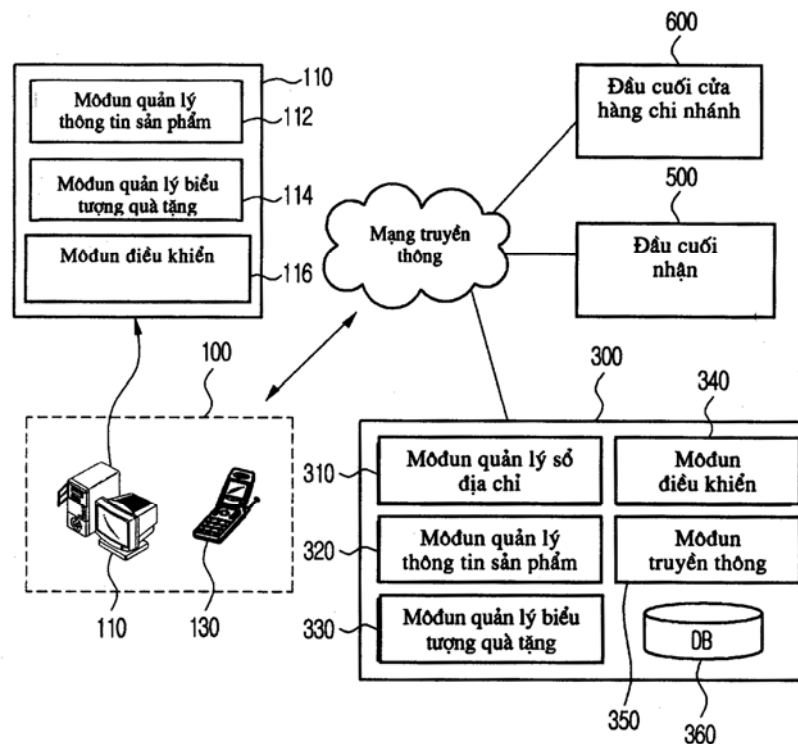 110
Môđun quản lý
thông tin sản phẩm
112
Môđun quản lý biểu
tượng quà tặng
114
Môđun điều khiển
116
600
Đầu cuối cửa
hàng chi nhánh
500
Đầu cuối
nhận
Mạng truyền
thông
100
110
130
300
340
310
Môđun quản lý sổ
địa chỉ
Môđun
điều khiển
320
Môđun quản lý
thông tin sản phẩm
Môđun
truyền thông
330
Môđun quản lý biểu
tượng quà tặng
DB
350
360